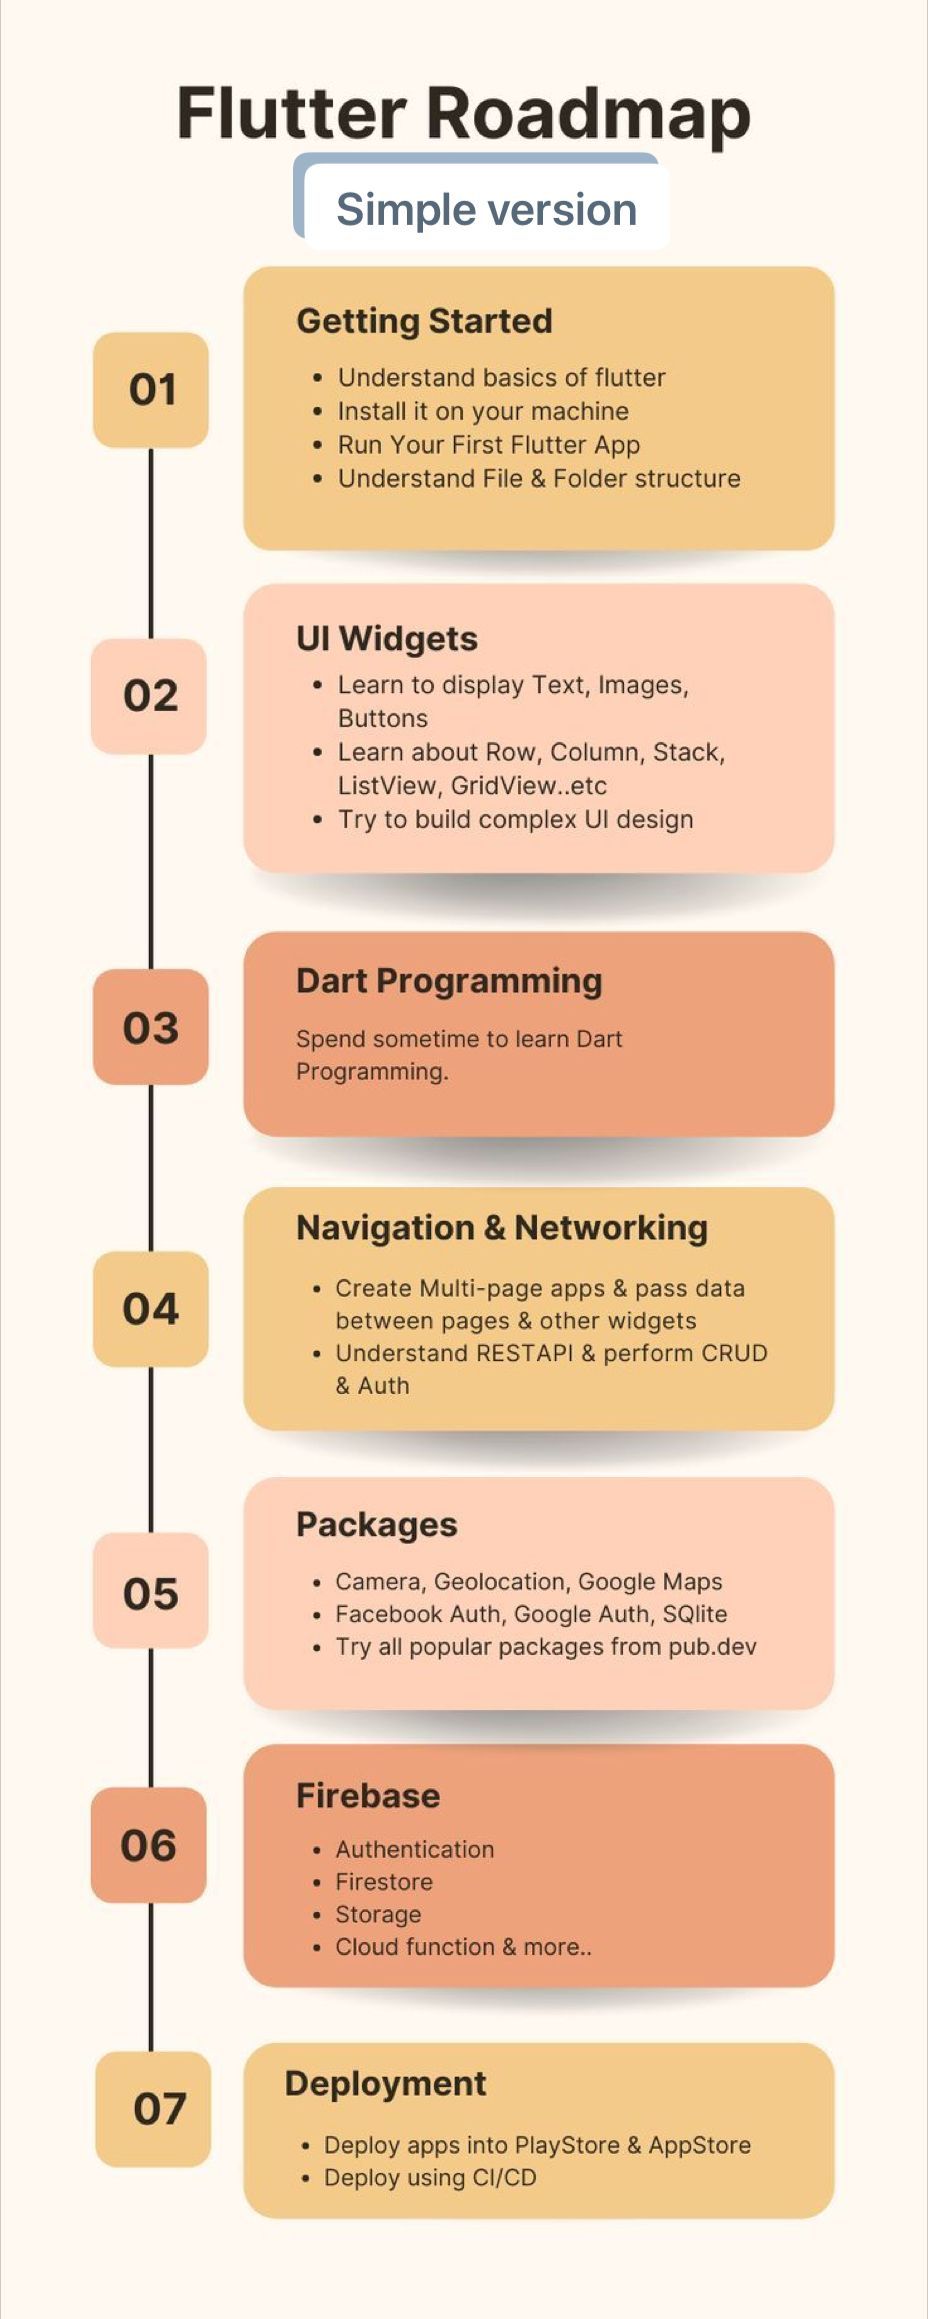 Flutter Roadmap
Simple version
01
Getting Started
• Understand basics of flutter
• Install it on your machine
• Run Your First Flutter App
• Understand File & Folder structure
02
UI Widgets
• Learn to display Text, Images,
Buttons
• Learn about Row, Column, Stack,
ListView, GridView..etc
• Try to build complex UI design
03
Dart Programming
Spend sometime to learn Dart
Programming.
04
Navigation & Networking
• Create Multi-page apps & pass data
between pages & other widgets
• Understand RESTAPI & perform CRUD
& Auth
05
Packages
• Camera, Geolocation, Google Maps
• Facebook Auth, Google Auth, SQlite
• Try all popular packages from pub.dev
06
Firebase
• Authentication
• Firestore
• Storage
• Cloud function & more..
07
Deployment
• Deploy apps into PlayStore & AppStore
• Deploy using CI/CD